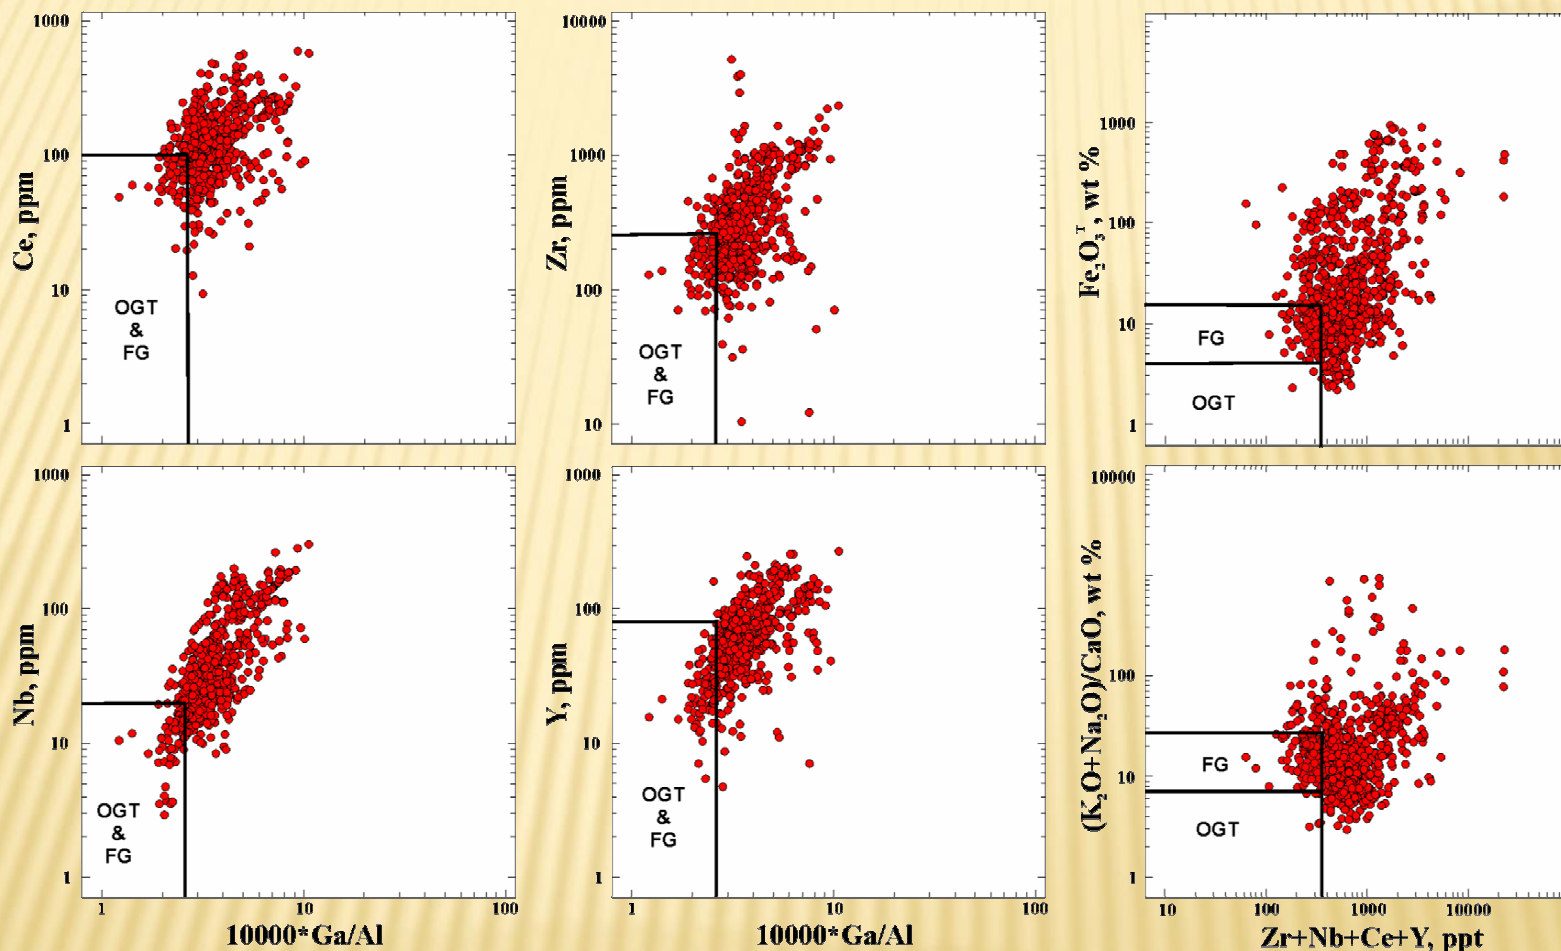 1000
100
10
1
Ce, ppm
OGT
&
FG
10000
1000
100
10
Zr, ppm
OGT
&
FG
1000
100
10
1
Fe₂O₃ᵀ, wt %
FG
OGT
1000
100
10
1
Nb, ppm
OGT
&
FG
1 10 100
10000*Ga/Al
1000
100
10
1
Y, ppm
OGT
&
FG
1 10 100
10000*Ga/Al
10000
100
10
1
(K₂O+Na₂O)/CaO, wt %
FG
OGT
10 100 1000 10000
Zr+Nb+Ce+Y, ppt